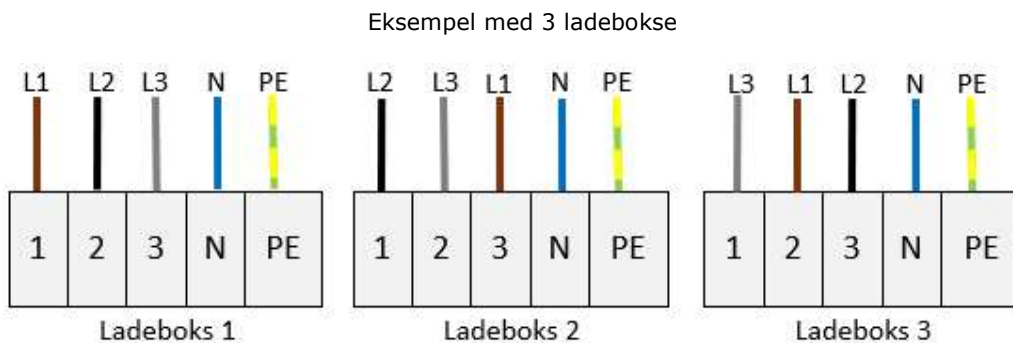 Eksempel med 3 ladebokse
L1 L2 L3 N PE
1 2 3 N PE
Ladeboks 1
L2 L3 L1 N PE
1 2 3 N PE
Ladeboks 2
L3 L1 L2 N PE
1 2 3 N PE
Ladeboks 3